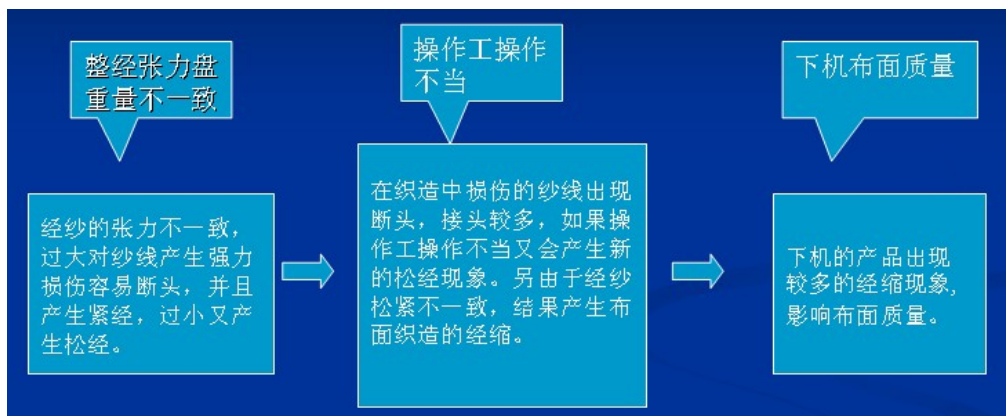 整经张力盘
重量不一致
操作工操作
不当
下机布面质量
经纱的张力不一致，
过大对纱线产生强力
损伤容易断头，并且
产生紧经，过小又产
生松经。
在织造中损伤的纱线出现
断头，接头较多，如果操
作工操作不当又会产生新
的松经现象。另由于经纱
松紧不一致，结果产生布
面织造的经缩。
下机的产品出现
较多的经缩现象,
影响布面质量。